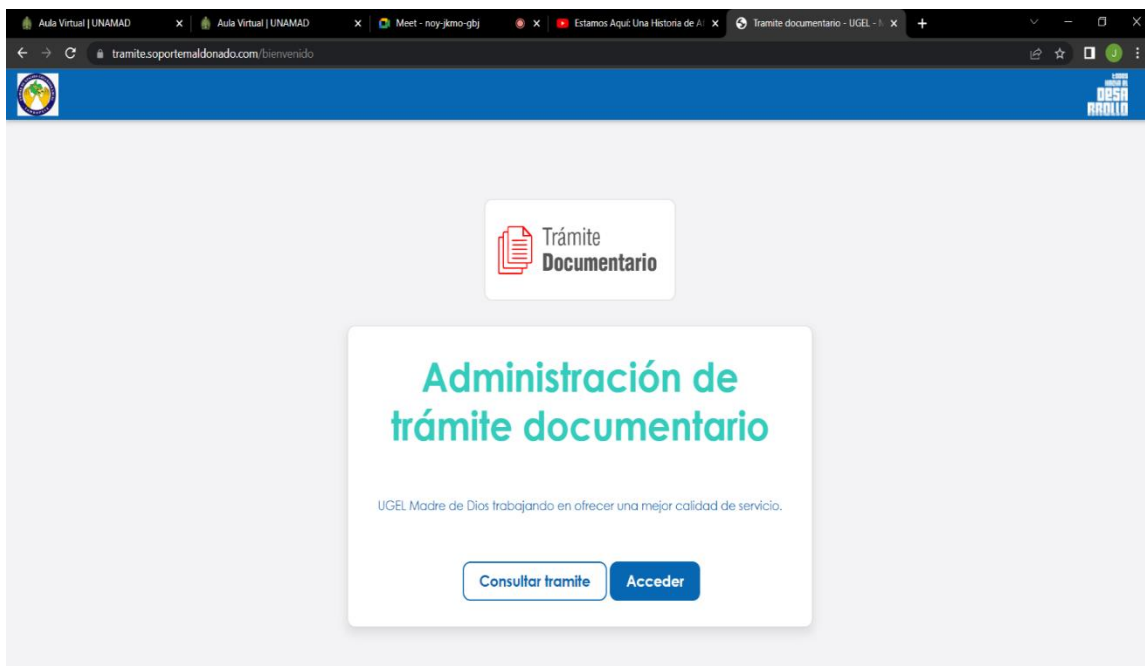 Aula Virtual | UNAMAD
Aula Virtual | UNAMAD
Meet - noy-jkmo-gbj
Estamos Aquí: Una Historia de A
Tramite documentario - UGEL -
tramite.soportemaldonado.com/bienvenido
J
DESA
RROLLO
Trámite
Documentario
Administración de
trámite documentario
UGEL Madre de Dios trabajando en ofrecer una mejor calidad de servicio.
Consultar tramite
Acceder